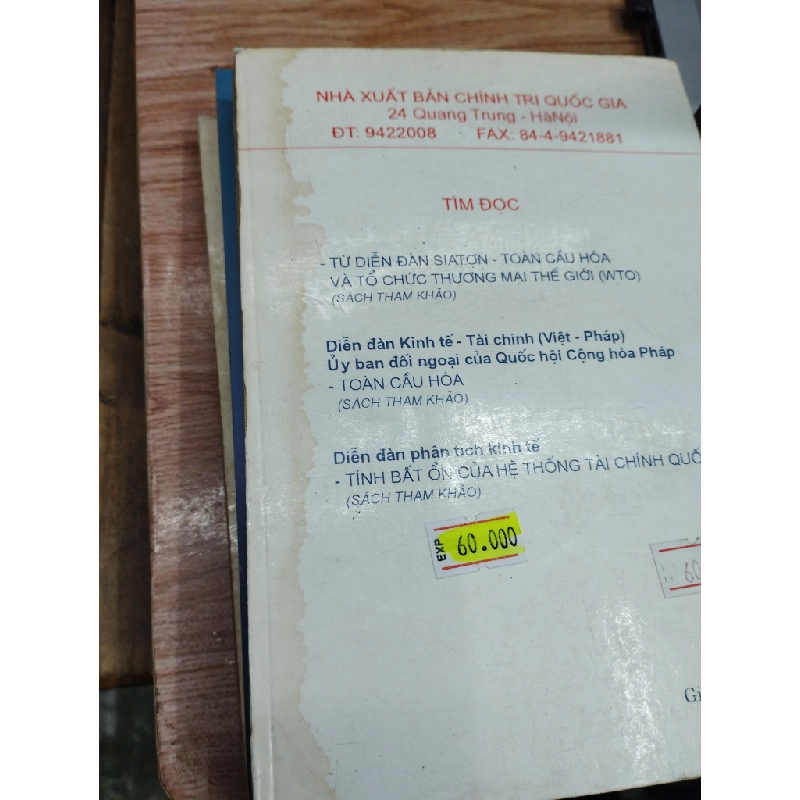 NHÀ XUẤT BẢN CHÍNH TRỊ QUỐC GIA
24 Quang Trung - HàNội
ĐT: 9422008 FAX: 84-4-9421881
TÌM ĐỌC
- TỪ DIỄN ĐÀN SIATƠN - TOÀN CẦU HÓA
VÀ TỔ CHỨC THƯƠNG MẠI THẾ GIỚI (WTO)
(SÁCH THAM KHẢO)
Diễn đàn Kinh tế - Tài chính (Việt - Pháp)
Ủy ban đối ngoại của Quốc hội Cộng hòa Pháp
- TOÀN CẦU HÓA
(SÁCH THAM KHẢO)
Diễn đàn phân tích kinh tế
- TÍNH BẤT ỔN CỦA HỆ THỐNG TÀI CHÍNH QUỐ
(SÁCH THAM KHẢO)
EXP 60.000
60
Gi